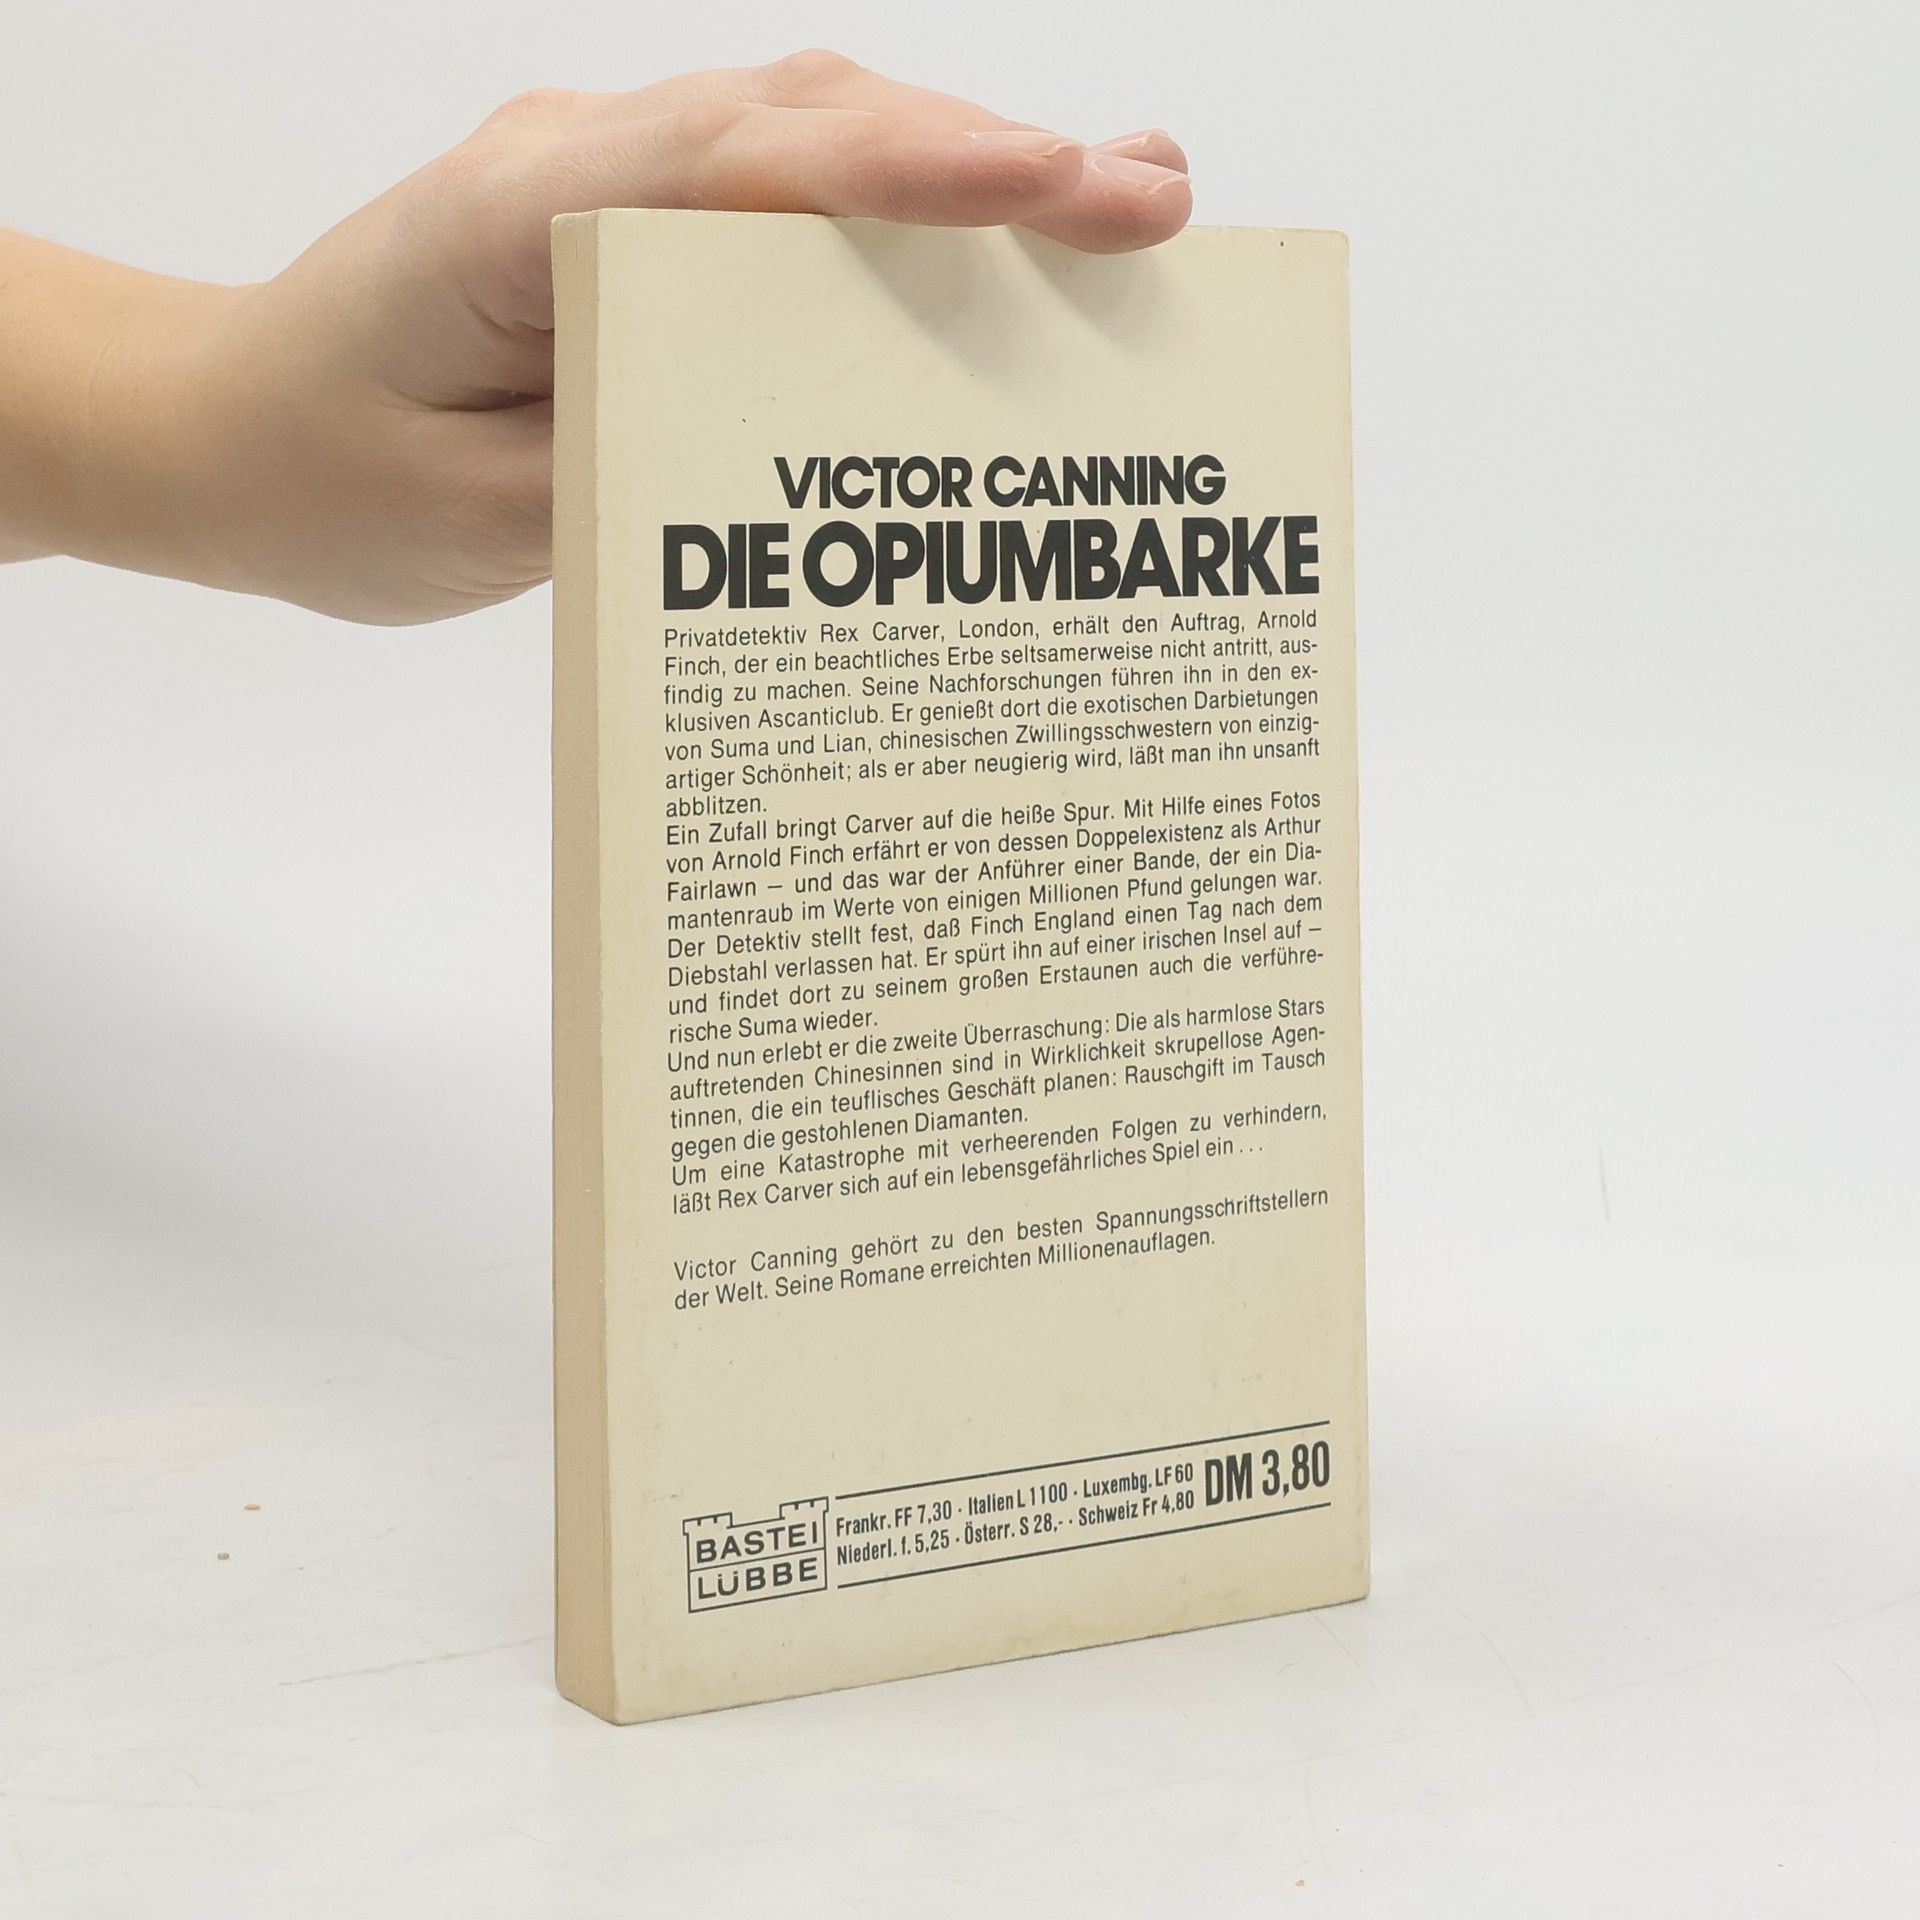 VICTOR CANNING
DIE OPIUMBARKE
Privatdetektiv Rex Carver, London, erhält den Auftrag, Arnold
Finch, der ein beachtliches Erbe seltsamerweise nicht antritt, aus-
findig zu machen. Seine Nachforschungen führen ihn in den ex-
klusiven Ascanticlub. Er genießt dort die exotischen Darbietungen
von Suma und Lian, chinesischen Zwillingsschwestern von einzig-
artiger Schönheit; als er aber neugierig wird, läßt man ihn unsanft
abblitzen.
Ein Zufall bringt Carver auf die heiße Spur. Mit Hilfe eines Fotos
von Arnold Finch erfährt er von dessen Doppelexistenz als Arthur
Fairlawn – und das war der Anführer einer Bande, der ein Dia-
mantenraub im Werte von einigen Millionen Pfund gelungen war.
Der Detektiv stellt fest, daß Finch England einen Tag nach dem
Diebstahl verlassen hat. Er spürt ihn auf einer irischen Insel auf –
und findet dort zu seinem großen Erstaunen auch die verführe-
rische Suma wieder.
Und nun erlebt er die zweite Überraschung: Die als harmlose Stars
auftretenden Chinesinnen sind in Wirklichkeit skrupellose Agen-
tinnen, die ein teuflisches Geschäft planen: Rauschgift im Tausch
gegen die gestohlenen Diamanten.
Um eine Katastrophe mit verheerenden Folgen zu verhindern,
läßt Rex Carver sich auf ein lebensgefährliches Spiel ein...
Victor Canning gehört zu den besten Spannungsschriftstellern
der Welt. Seine Romane erreichten Millionenauflagen.
BASTEI
LÜBBE
Frankr. FF 7,30 · Italien L 1100 · Luxembg. LF 60
Niederl. f. 5,25 · Österr. S 28,- · Schweiz Fr 4,80
DM 3,80